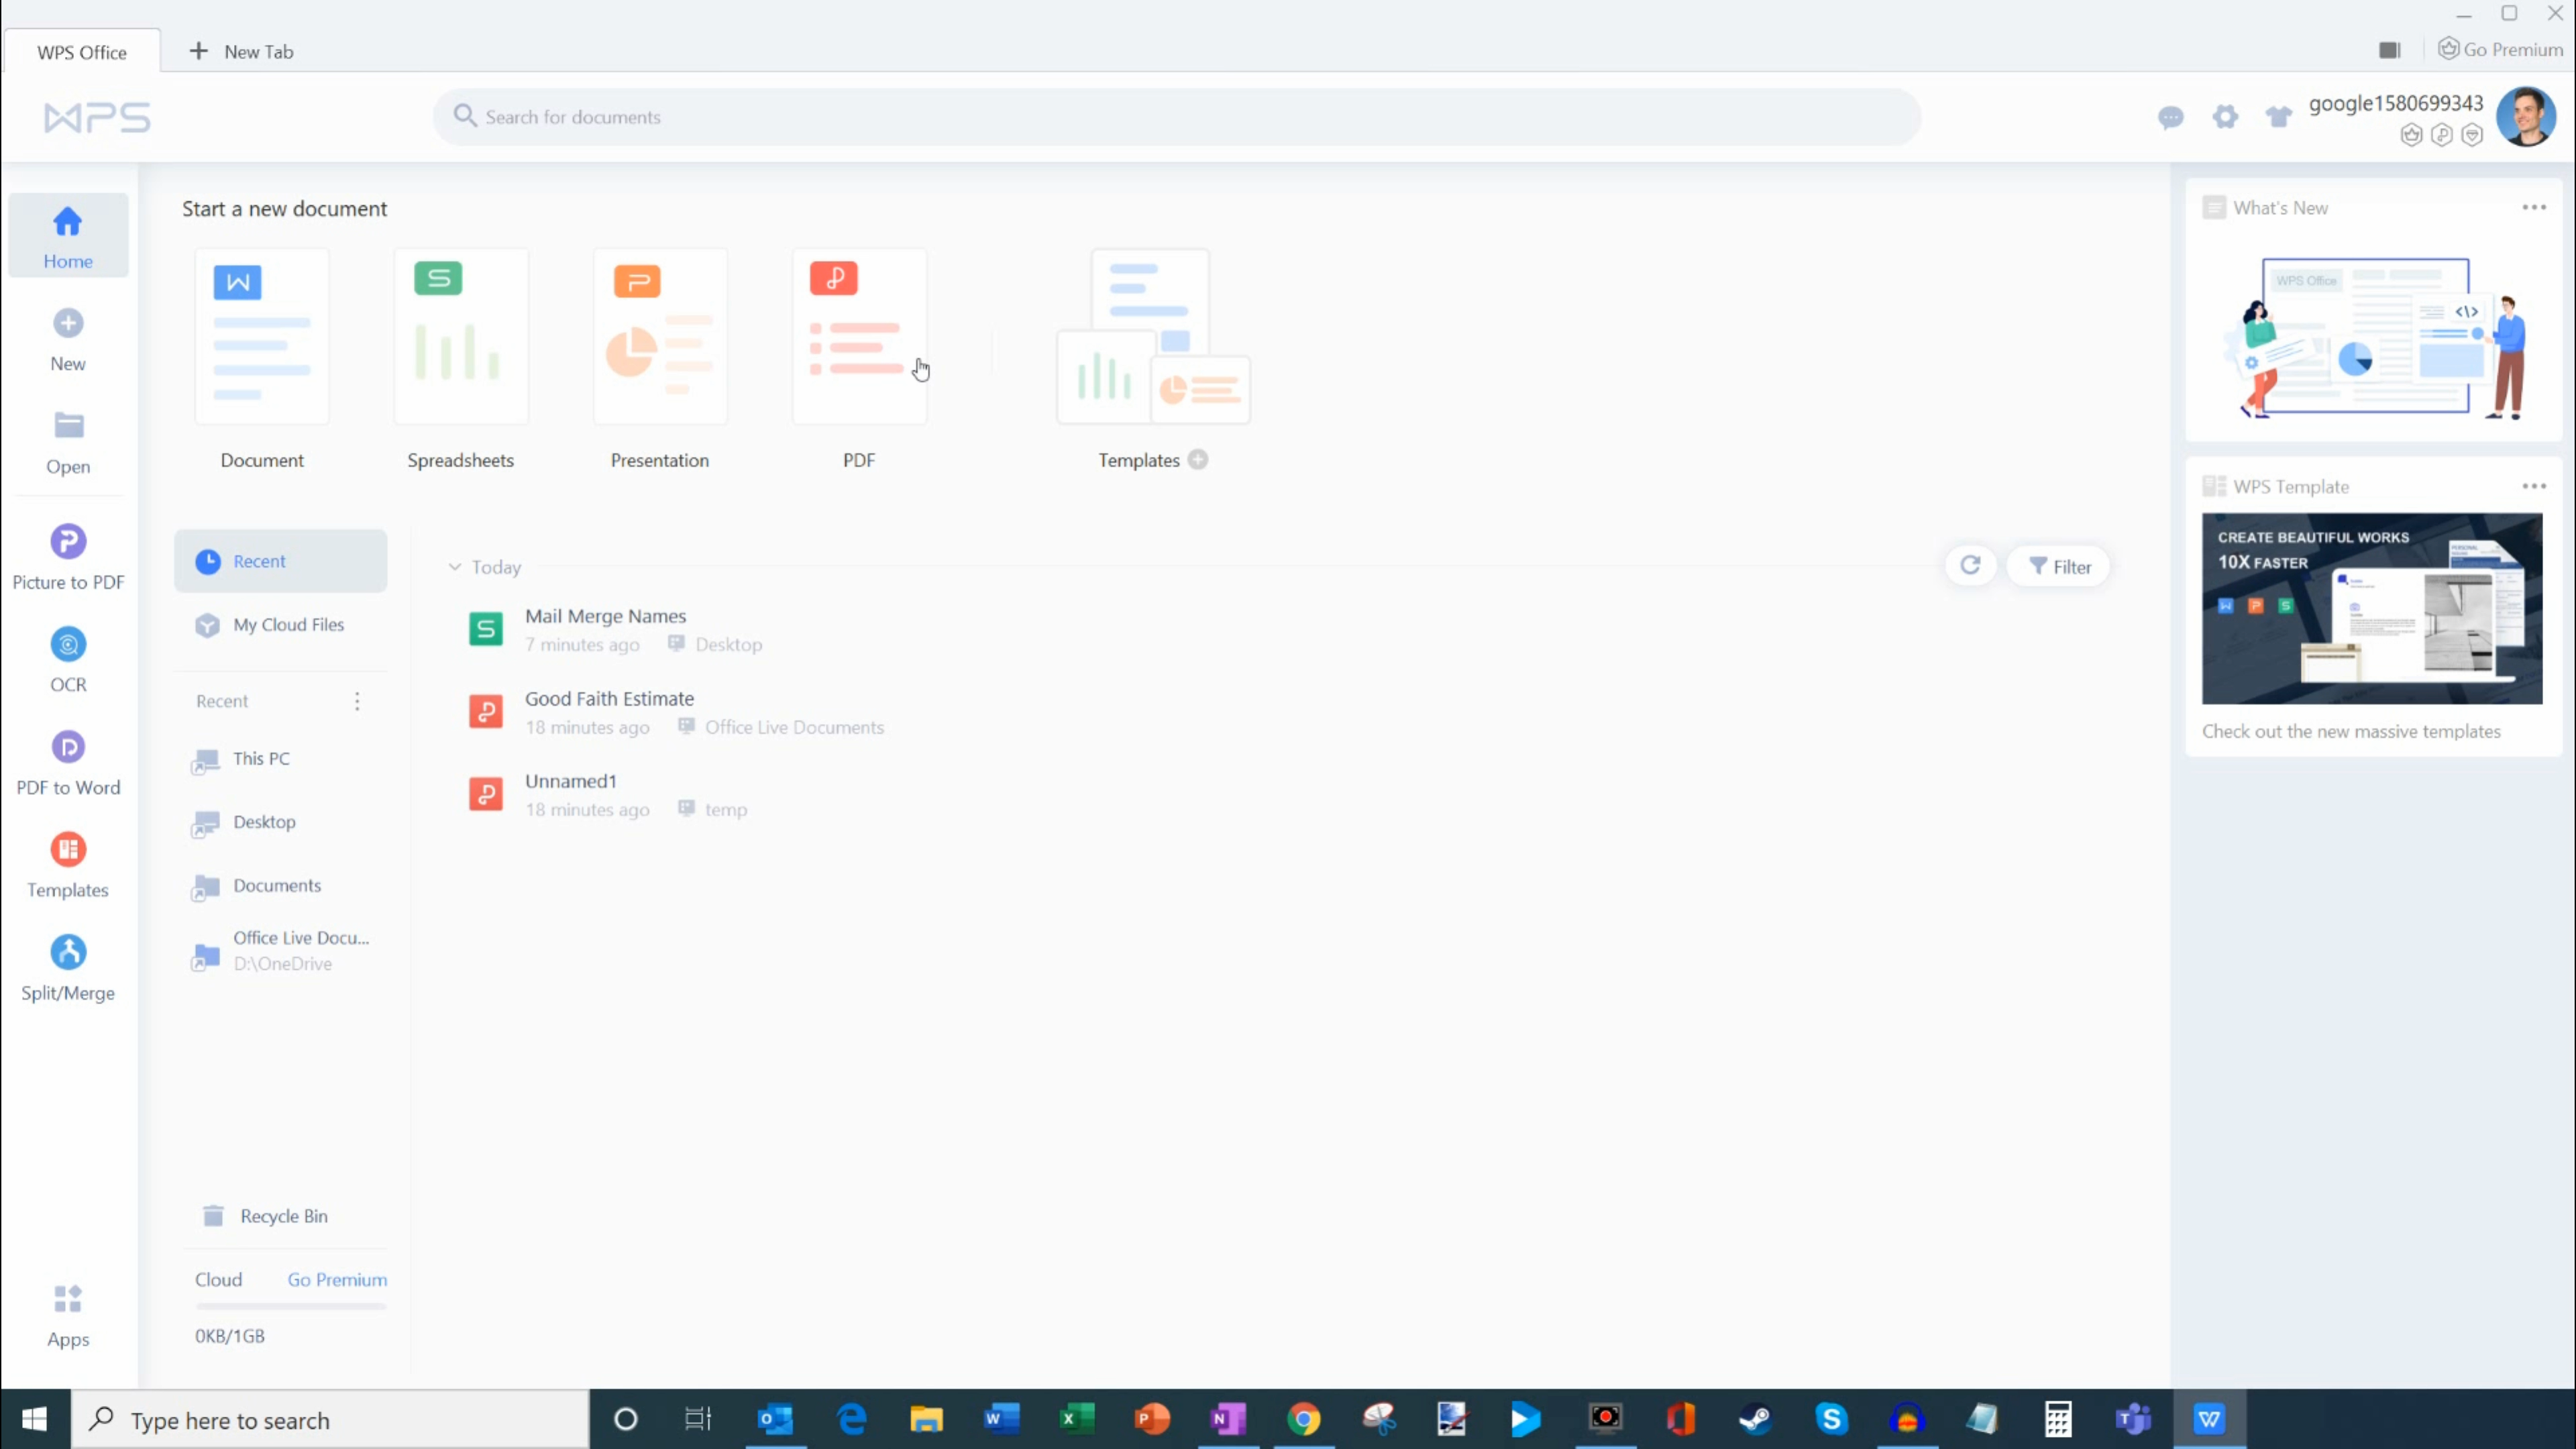 WPS Office
New Tab
Go Premium
WPS
Search for documents
google1580699343
Home
New
Open
Picture to PDF
OCR
PDF to Word
Templates
Split/Merge
Apps
Start a new document
Document
Spreadsheets
Presentation
PDF
Templates
Recent
My Cloud Files
Recent
This PC
Desktop
Documents
Office Live Docu...
D:\OneDrive
Recycle Bin
Cloud
Go Premium
0KB/1GB
Today
Filter
Mail Merge Names
7 minutes ago
Desktop
Good Faith Estimate
18 minutes ago
Office Live Documents
Unnamed1
18 minutes ago
temp
What's New
WPS Office
WPS Template
CREATE BEAUTIFUL WORKS
10X FASTER
Check out the new massive templates
Type here to search